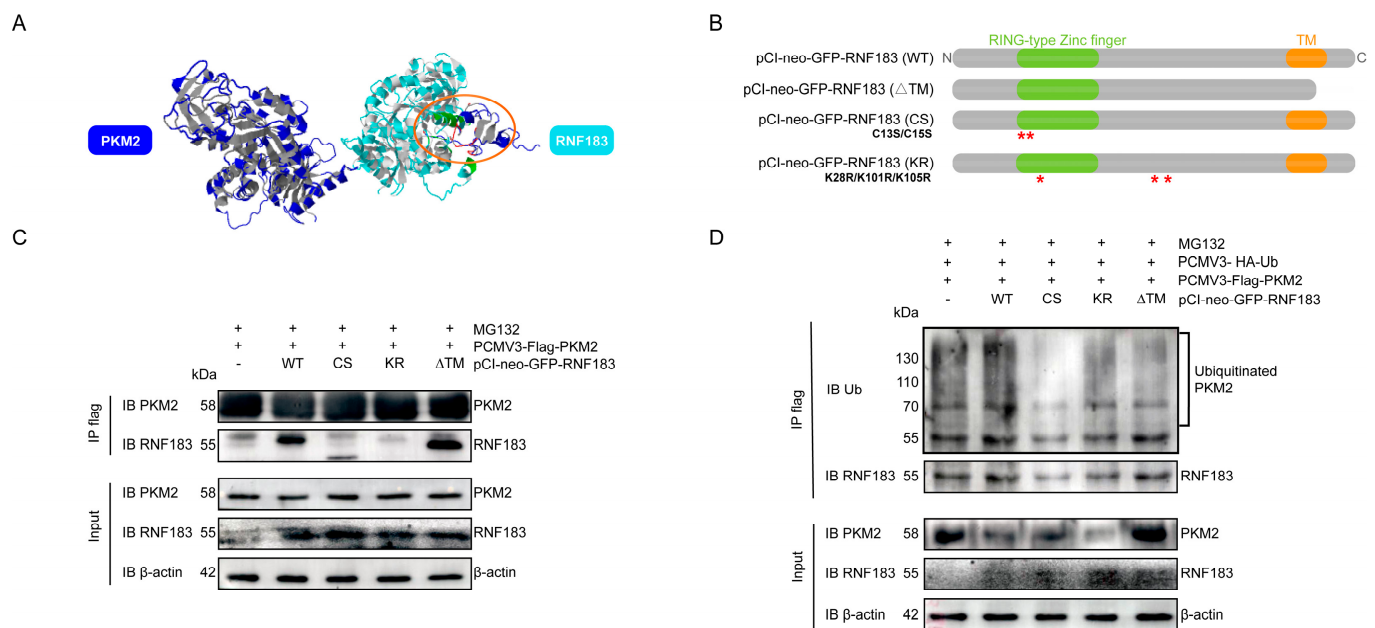 A
PKM2
RNF183
B
RING-type Zinc finger TM
pCI-neo-GFP-RNF183 (WT) N C
pCI-neo-GFP-RNF183 (△TM)
pCI-neo-GFP-RNF183 (CS)
C13S/C15S **
pCI-neo-GFP-RNF183 (KR)
K28R/K101R/K105R * * *
C
+ + + + + MG132
+ + + + + PCMV3-Flag-PKM2
- WT CS KR ΔTM pCI-neo-GFP-RNF183
kDa
IP flag
IB PKM2 58 PKM2
IB RNF183 55 RNF183
Input
IB PKM2 58 PKM2
IB RNF183 55 RNF183
IB β-actin 42 β-actin
D
+ + + + + MG132
+ + + + + PCMV3- HA-Ub
+ + + + + PCMV3-Flag-PKM2
- WT CS KR ΔTM pCI-neo-GFP-RNF183
kDa
IP flag
IB Ub
130
110
70
55
Ubiquitinated
PKM2
IB RNF183 55 RNF183
Input
IB PKM2 58 PKM2
IB RNF183 55 RNF183
IB β-actin 42 β-actin